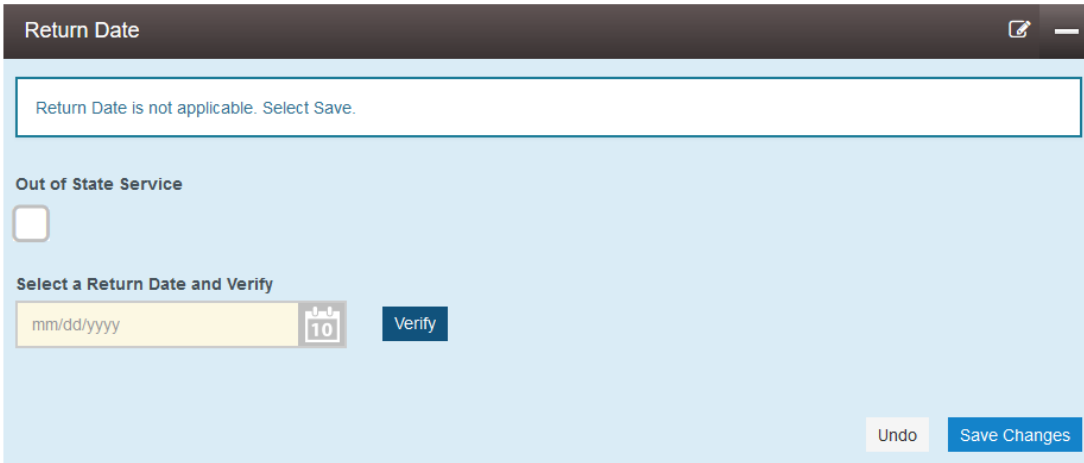 Return Date
Return Date is not applicable. Select Save.
Out of State Service
Select a Return Date and Verify
mm/dd/yyyy
10
Verify
Undo
Save Changes